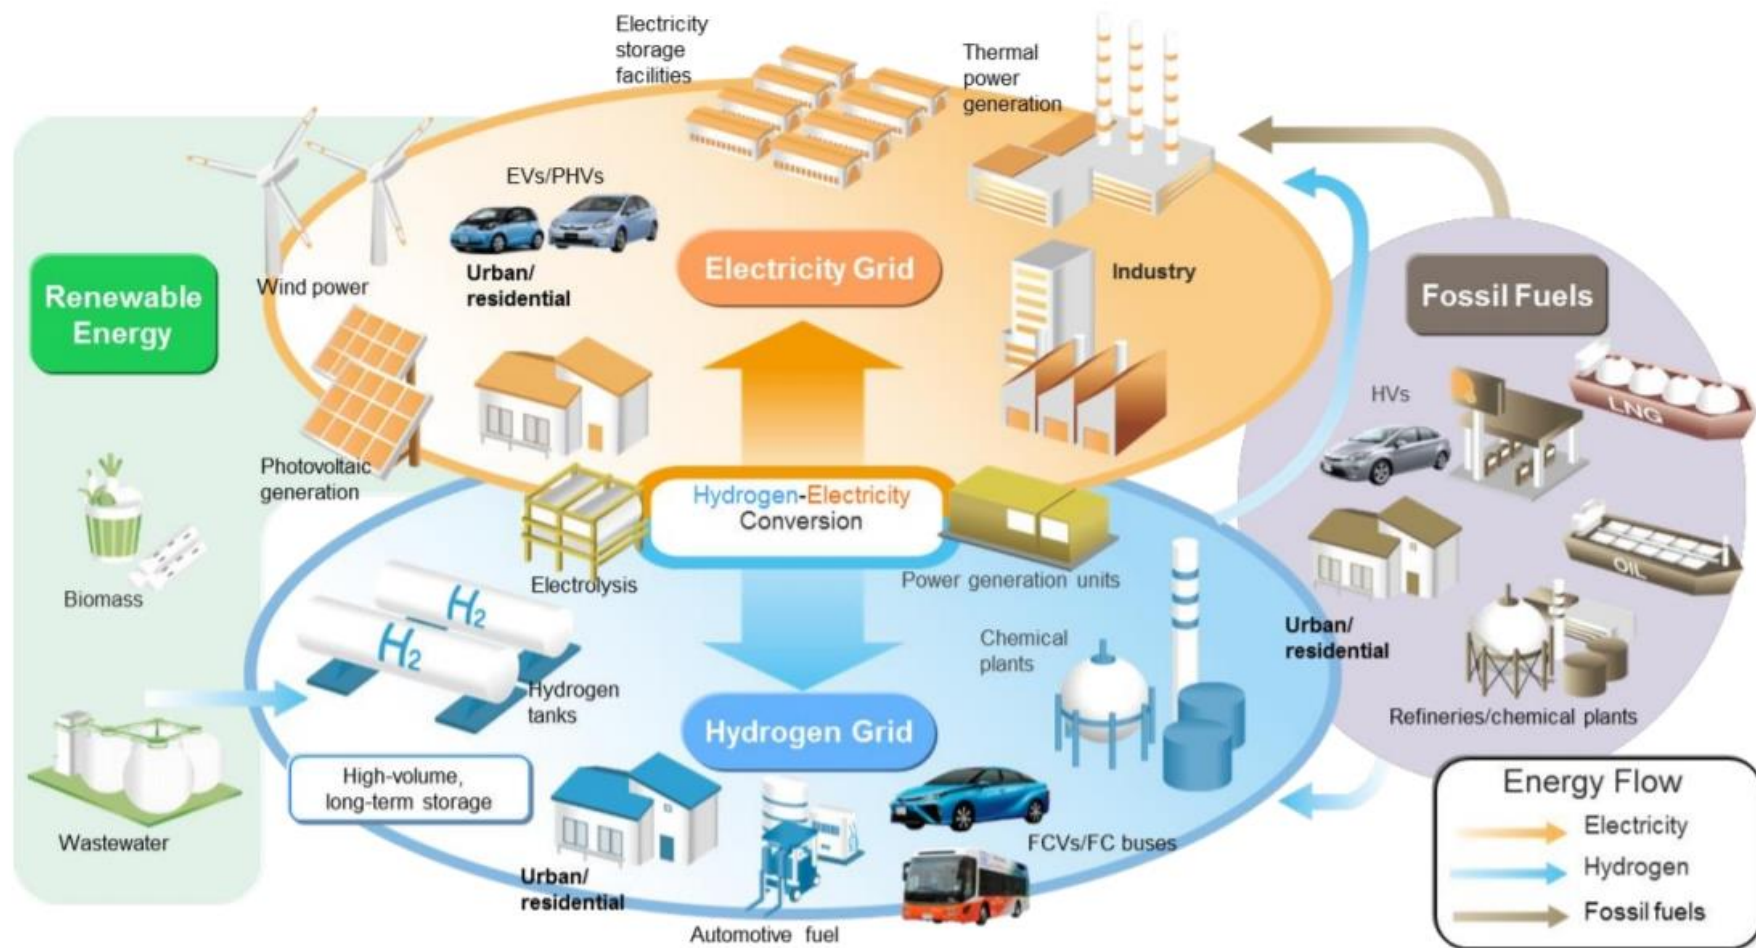 Electricity
storage
facilities
Thermal
power
generation
EVs/PHVs
Urban/
residential
Electricity Grid
Industry
Wind power
Renewable
Energy
Fossil Fuels
LNG
HVs
Photovoltaic
generation
Hydrogen-Electricity
Conversion
Electrolysis
Power generation units
OIL
Biomass
H2
H2
Hydrogen
tanks
Chemical
plants
Urban/
residential
Refineries/chemical plants
Hydrogen Grid
High-volume,
long-term storage
Wastewater
Urban/
residential
Automotive fuel
FCVs/FC buses
Energy Flow
Electricity
Hydrogen
Fossil fuels